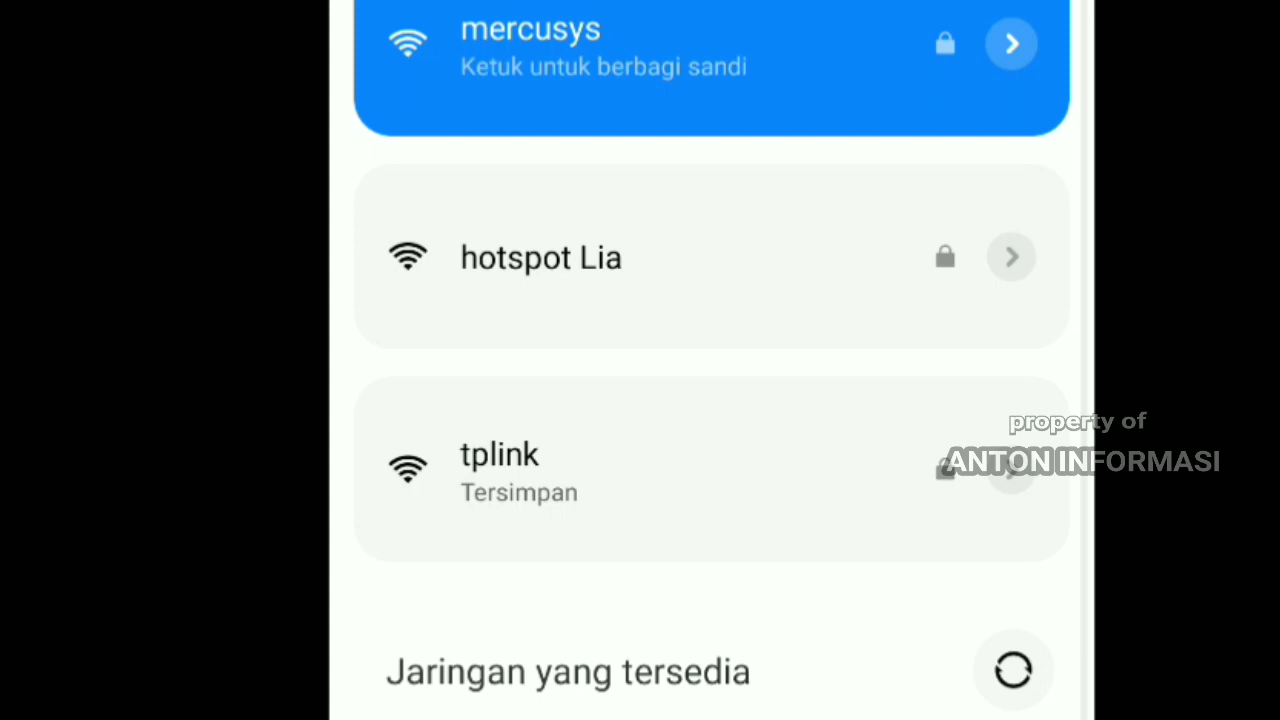 mercusys
Ketuk untuk berbagi sandi
hotspot Lia
tplink
Tersimpan
property of
ANTON INFORMASI
Jaringan yang tersedia